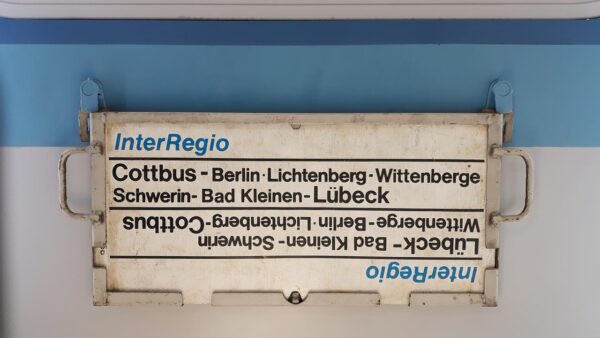 InterRegio
Cottbus - Berlin·Lichtenberg·Wittenberge
Schwerin- Bad Kleinen - Lübeck
InterRegio
Lübeck- Bad Kleinen - Schwerin
Wittenberge - Berlin·Lichtenberg-Cottbus